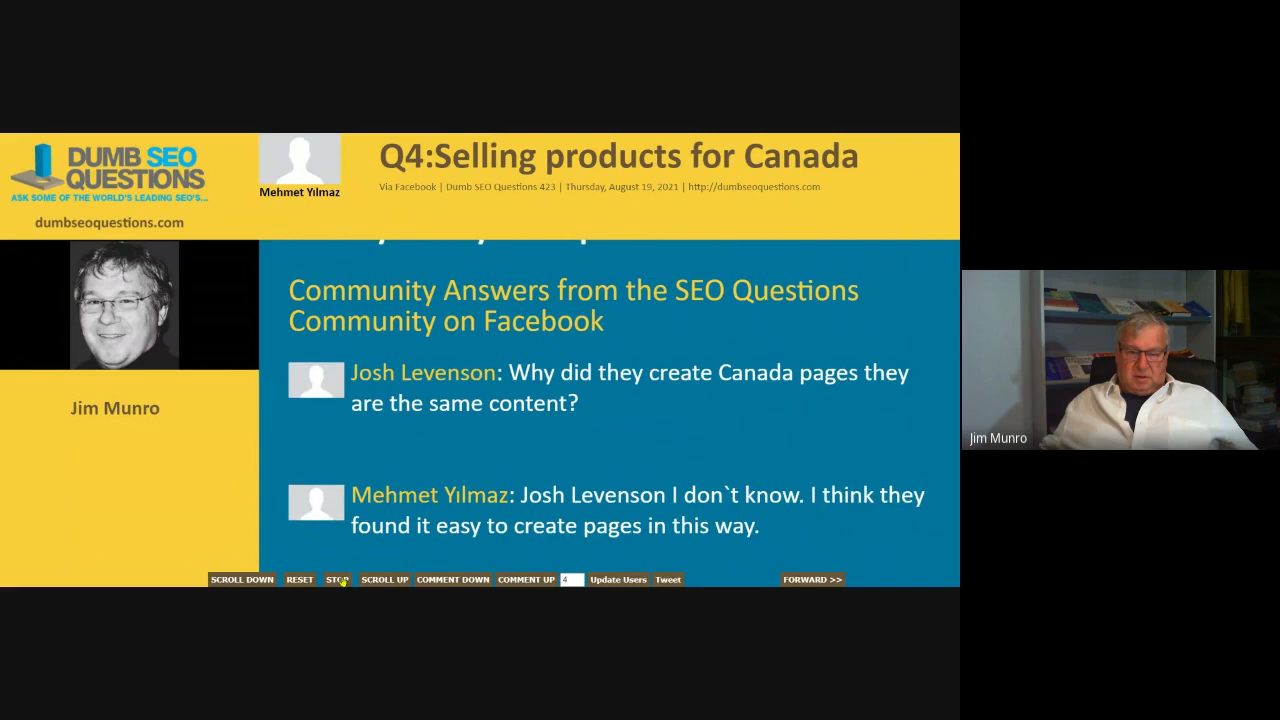 DUMB SEO
QUESTIONS
ASK SOME OF THE WORLD'S LEADING SEO'S...
dumbseoquestions.com
Mehmet Yılmaz
Q4:Selling products for Canada
Via Facebook | Dumb SEO Questions 423 | Thursday, August 19, 2021 | http://dumbseoquestions.com
Jim Munro
Community Answers from the SEO Questions
Community on Facebook
Josh Levenson: Why did they create Canada pages they
are the same content?
Mehmet Yılmaz: Josh Levenson I don`t know. I think they
found it easy to create pages in this way.
SCROLL DOWN RESET STOP SCROLL UP COMMENT DOWN COMMENT UP 4 Update Users Tweet FORWARD >>
Jim Munro